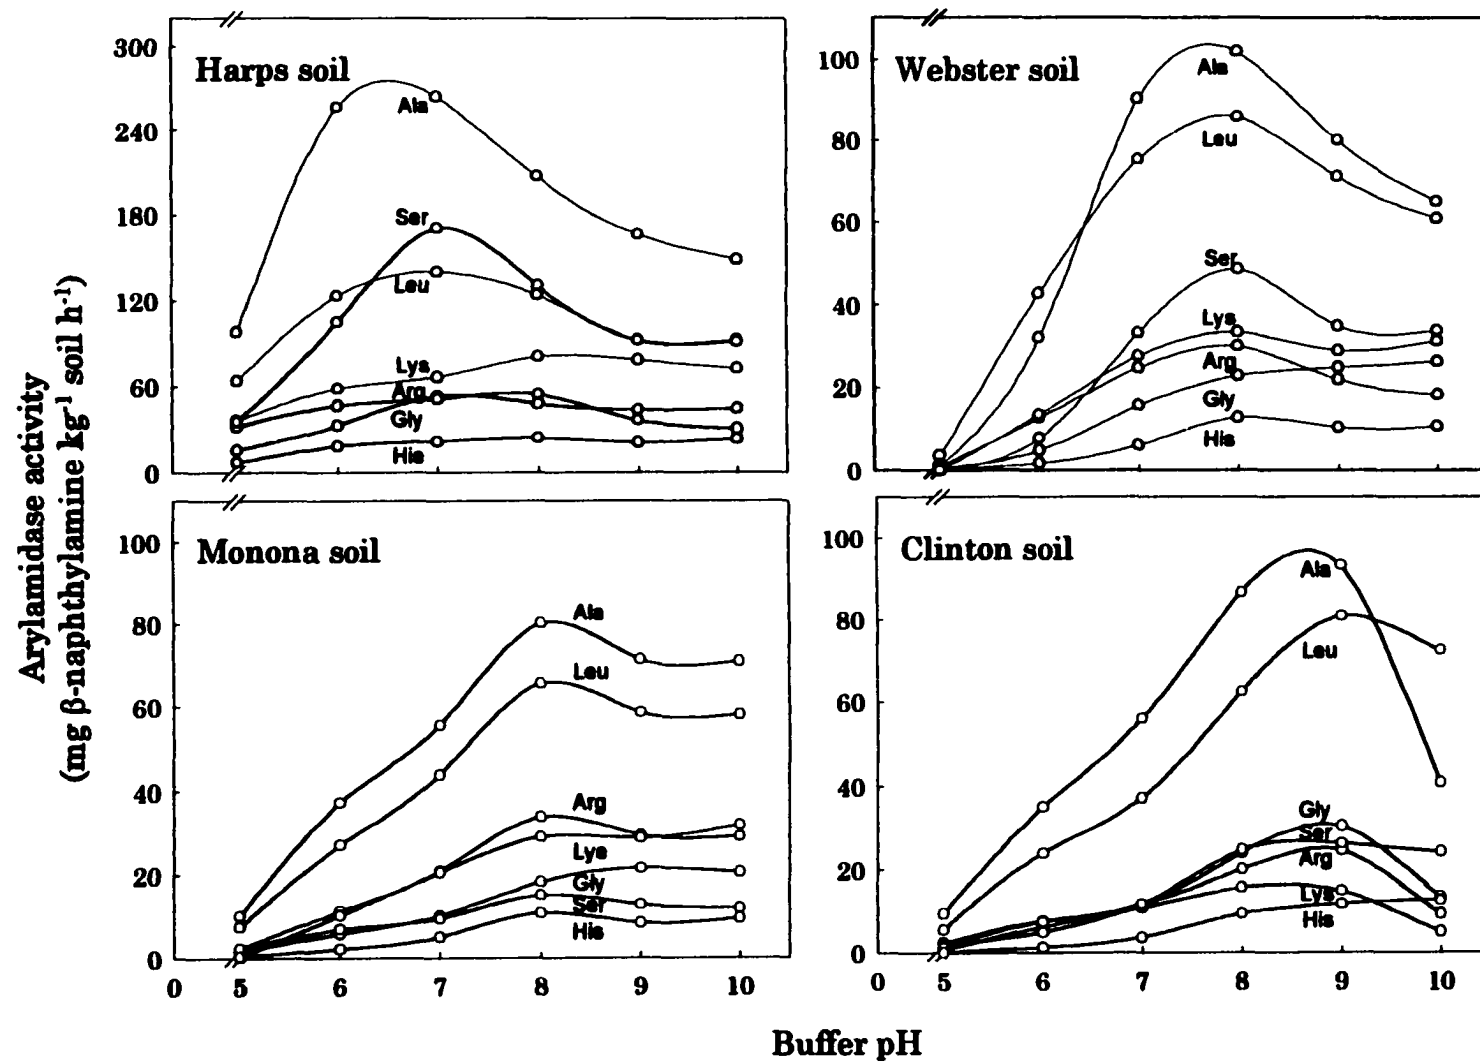 Arylamidase activity
(mg β-naphthylamine kg⁻¹ soil h⁻¹)
Harps soil
300
240
180
120
60
0
Ala
Ser
Leu
Lys
Arg
Gly
His
Webster soil
100
80
60
40
20
0
Ala
Leu
Ser
Lys
Arg
Gly
His
Monona soil
100
80
60
40
20
0
Ala
Leu
Arg
Lys
Gly
Ser
His
0 5 6 7 8 9 10
Clinton soil
100
80
60
40
20
0
Ala
Leu
Gly
Ser
Arg
Lys
His
0 5 6 7 8 9 10
Buffer pH